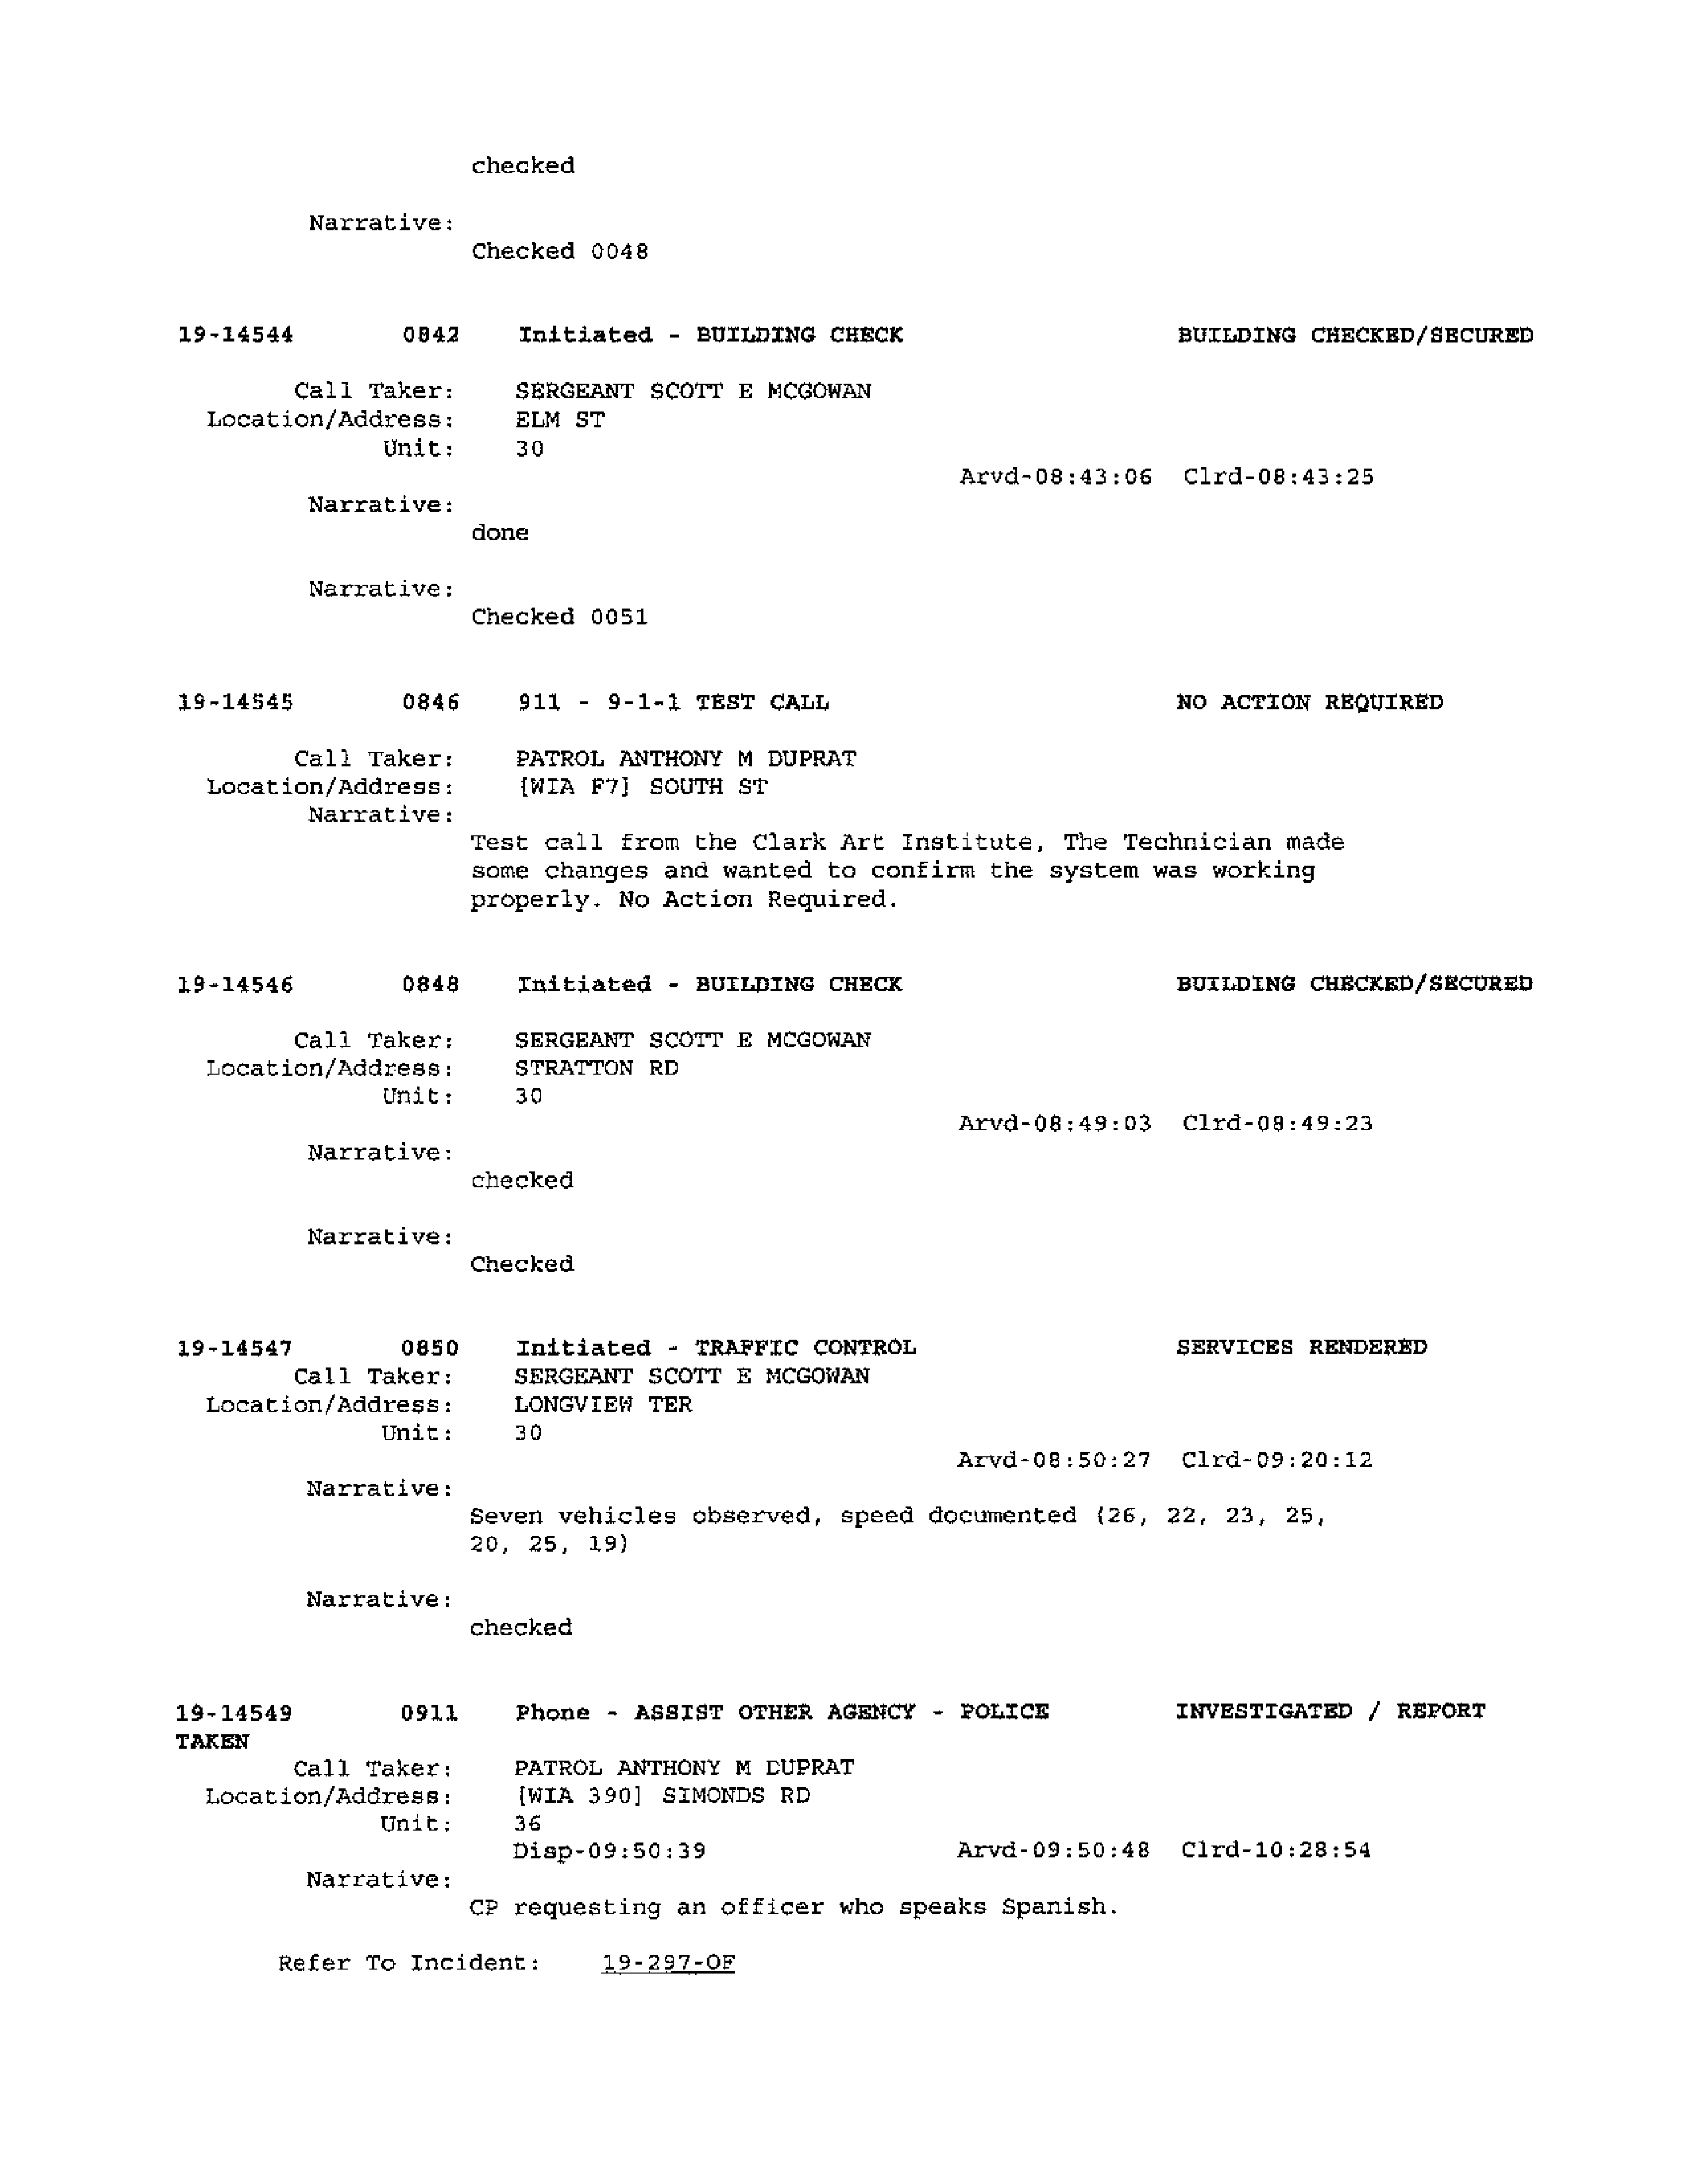 checked
Narrative:
Checked 0048
19-14544 0842 Initiated - BUILDING CHECK BUILDING CHECKED/SECURED
Call Taker: SERGEANT SCOTT E MCGOWAN
Location/Address: ELM ST
Unit: 30
Arvd-08:43:06 Clrd-08:43:25
Narrative:
done
Narrative:
Checked 0051
19-14545 0846 911 - 9-1-1 TEST CALL NO ACTION REQUIRED
Call Taker: PATROL ANTHONY M DUPRAT
Location/Address: [WIA F7] SOUTH ST
Narrative:
Test call from the Clark Art Institute, The Technician made
some changes and wanted to confirm the system was working
properly. No Action Required.
19-14546 0848 Initiated - BUILDING CHECK BUILDING CHECKED/SECURED
Call Taker: SERGEANT SCOTT E MCGOWAN
Location/Address: STRATTON RD
Unit: 30
Arvd-08:49:03 Clrd-08:49:23
Narrative:
checked
Narrative:
Checked
19-14547 0850 Initiated - TRAFFIC CONTROL SERVICES RENDERED
Call Taker: SERGEANT SCOTT E MCGOWAN
Location/Address: LONGVIEW TER
Unit: 30
Arvd-08:50:27 Clrd-09:20:12
Narrative:
Seven vehicles observed, speed documented (26, 22, 23, 25,
20, 25, 19)
Narrative:
checked
19-14549 0911 Phone - ASSIST OTHER AGENCY - POLICE INVESTIGATED / REPORT
TAKEN
Call Taker: PATROL ANTHONY M DUPRAT
Location/Address: [WIA 390] SIMONDS RD
Unit: 36
Disp-09:50:39 Arvd-09:50:48 Clrd-10:28:54
Narrative:
CP requesting an officer who speaks Spanish.
Refer To Incident: 19-297-OF